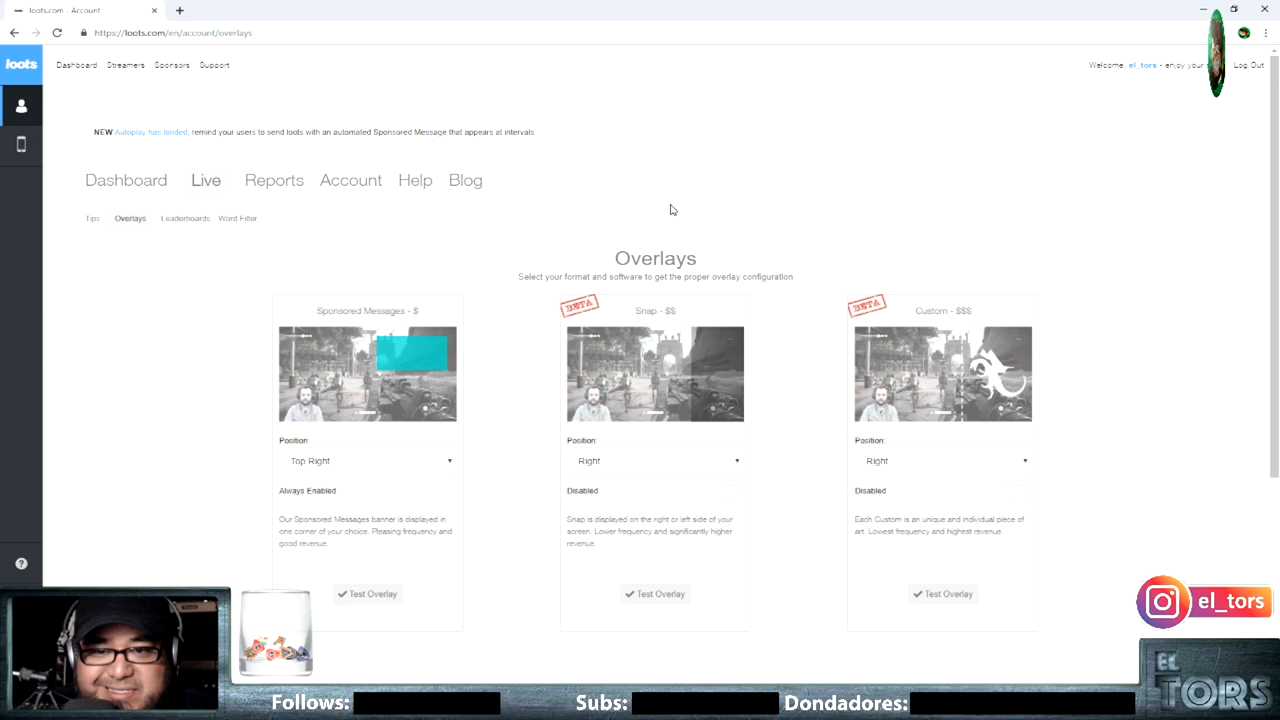 loots.com - Account
https://loots.com/en/account/overlays
loots
Dashboard Streamers Sponsors Support
Welcome: el_tors - enjoy your
Log Out
NEW Autoplay has landed, remind your users to send loots with an automated Sponsored Message that appears at intervals
Dashboard Live Reports Account Help Blog
Tips Overlays Leaderboards Word Filter
Overlays
Select your format and software to get the proper overlay configuration
Sponsored Messages - $
Position:
Top Right
Always Enabled
Our Sponsored Messages banner is displayed in
one corner of your choice. Pleasing frequency and
good revenue.
Test Overlay
BETA
Snap - $$
Position:
Right
Disabled
Snap is displayed on the right or left side of your
screen. Lower frequency and significantly higher
revenue.
Test Overlay
BETA
Custom - $$$
Position:
Right
Disabled
Each Custom is an unique and individual piece of
art. Lowest frequency and highest revenue.
Test Overlay
el_tors
EL
TORS
Follows:
Subs:
Dondadores: